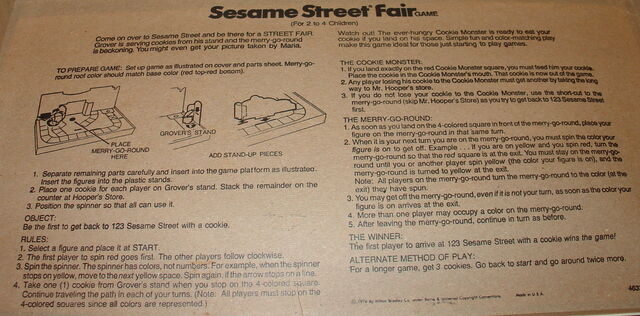 Sesame Street Fair GAME
(For 2 to 4 Children)
Come on over to Sesame Street and be there for a STREET FAIR
Grover is serving cookies from his stand and the merry-go-round
is beckoning. You might even get your picture taken by Maria.
TO PREPARE GAME: Set up game as illustrated on cover and parts sheet. Merry-go-
round roof color should match base color (red top-red bottom).
PLACE
MERRY-GO-ROUND
HERE
GROVER'S STAND
ADD STAND-UP PIECES
1. Separate remaining parts carefully and insert into the game platform as illustrated.
Insert the figures into the plastic stands.
2. Place one cookie for each player on Grover's stand. Stack the remainder on the
counter at Hooper's Store.
3. Position the spinner so that all can use it.
OBJECT:
Be the first to get back to 123 Sesame Street with a cookie.
RULES:
1. Select a figure and place it at START.
2. The first player to spin red goes first. The other players follow clockwise.
3. Spin the spinner. The spinner has colors, not numbers. For example, when the spinner
stops on yellow, move to the next yellow space. Spin again, if the arrow stops on a line.
4. Take one (1) cookie from Grover's stand when you stop on the 4-colored square.
Continue traveling the path in each of your turns. (Note: All players must stop on the
4-colored squares since all colors are represented.)
Watch out! The ever-hungry Cookie Monster is ready to eat your
cookie if you land on his space. Simple fun and color-matching play
make this game ideal for those just starting to play games.
THE COOKIE MONSTER:
1. If you land exactly on the red Cookie Monster square, you must feed him your cookie.
Place the cookie in the Cookie Monster's mouth. That cookie is now out of the game.
2. Any player losing his cookie to the Cookie Monster must get another by taking the long
way to Mr. Hooper's store.
3. If you do not lose your cookie to the Cookie Monster, use the short-cut to the
merry-go-round (skip Mr. Hooper's Store) as you try to get back to 123 Sesame Street
first.
THE MERRY-GO-ROUND:
1. As soon as you land on the 4-colored square in front of the merry-go-round, place your
figure on the merry-go-round in that same turn.
2. When it is your next turn you are on the merry-go-round, you must spin the color your
figure is on to get off. Example . . . If you are on yellow and you spin red, turn the
merry-go-round so that the red square is at the exit. You must stay on the merry-go-
round until you or another player spin yellow (the color your figure is on), and the
merry-go-round is turned to yellow at the exit.
Note: All players on the merry-go-round turn the merry-go-round to the color (at the
exit) they have spun.
3. You may get off the merry-go-round, even if it is not your turn, as soon as the color your
figure is on arrives at the exit.
4. More than one player may occupy a color on the merry-go-round.
5. After leaving the merry-go-round, continue in turn as before.
THE WINNER:
The first player to arrive at 123 Sesame Street with a cookie wins the game!
ALTERNATE METHOD OF PLAY:
For a longer game, get 3 cookies. Go back to start and go around twice more.
by Milton Bradley Co. under Berne & Universal Copyright Conventions
Made in U.S.A.